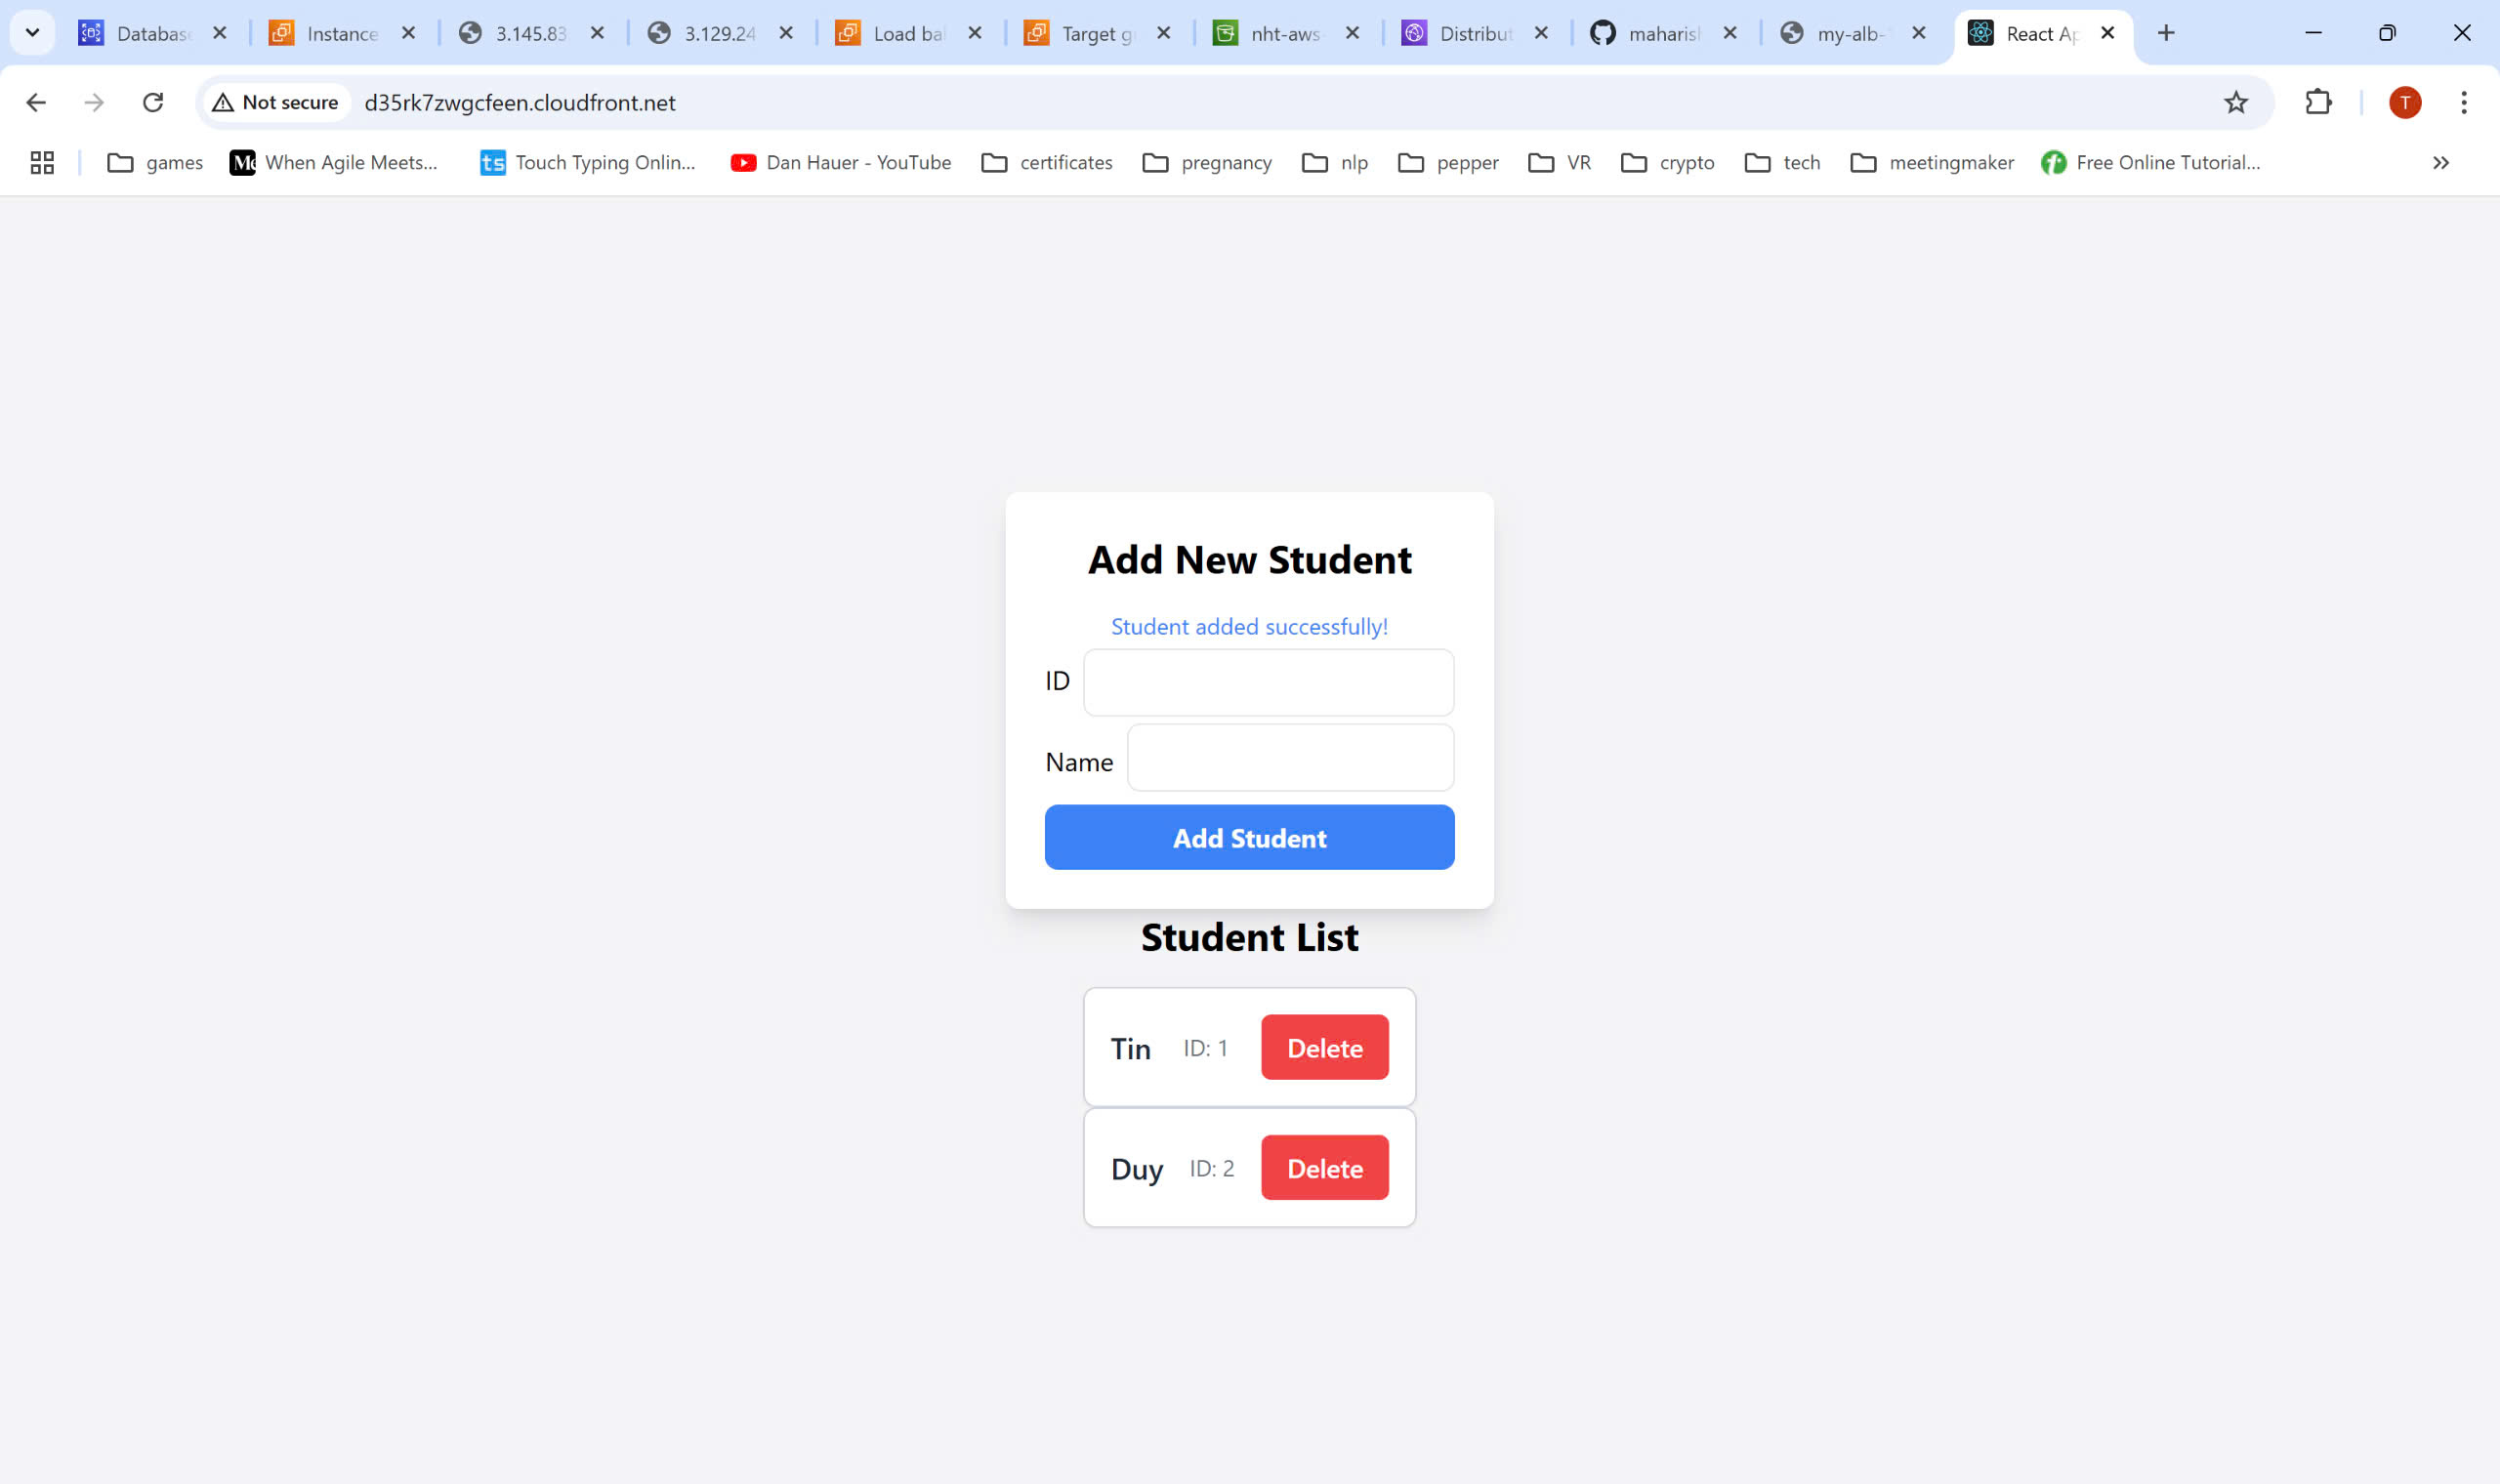 Databas Instance 3.145.83 3.129.24 Load bal Target g nht-aws- Distribut maharish my-alb- React Ap
Not secure d35rk7zwgcfeen.cloudfront.net T
games Me When Agile Meets... ts Touch Typing Onlin... Dan Hauer - YouTube certificates pregnancy nlp pepper VR crypto tech meetingmaker Free Online Tutorial...
Add New Student
Student added successfully!
ID
Name
Add Student
Student List
Tin ID: 1 Delete
Duy ID: 2 Delete